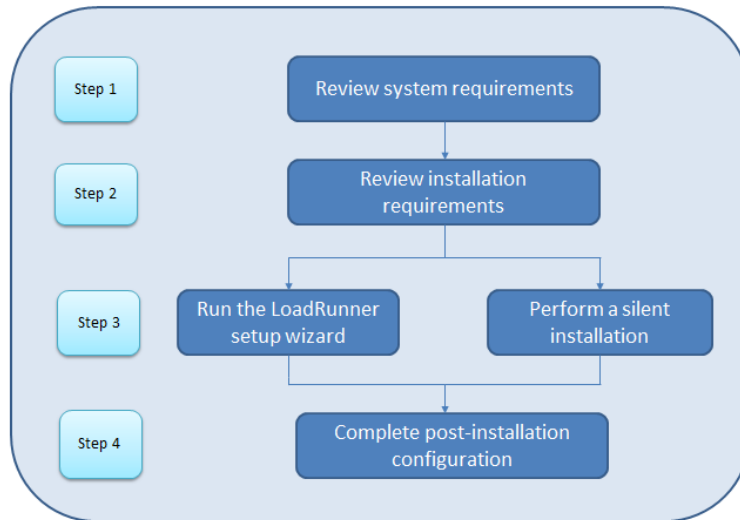 Step 1
Review system requirements
Step 2
Review installation
requirements
Step 3
Run the LoadRunner
setup wizard
Perform a silent
installation
Step 4
Complete post-installation
configuration